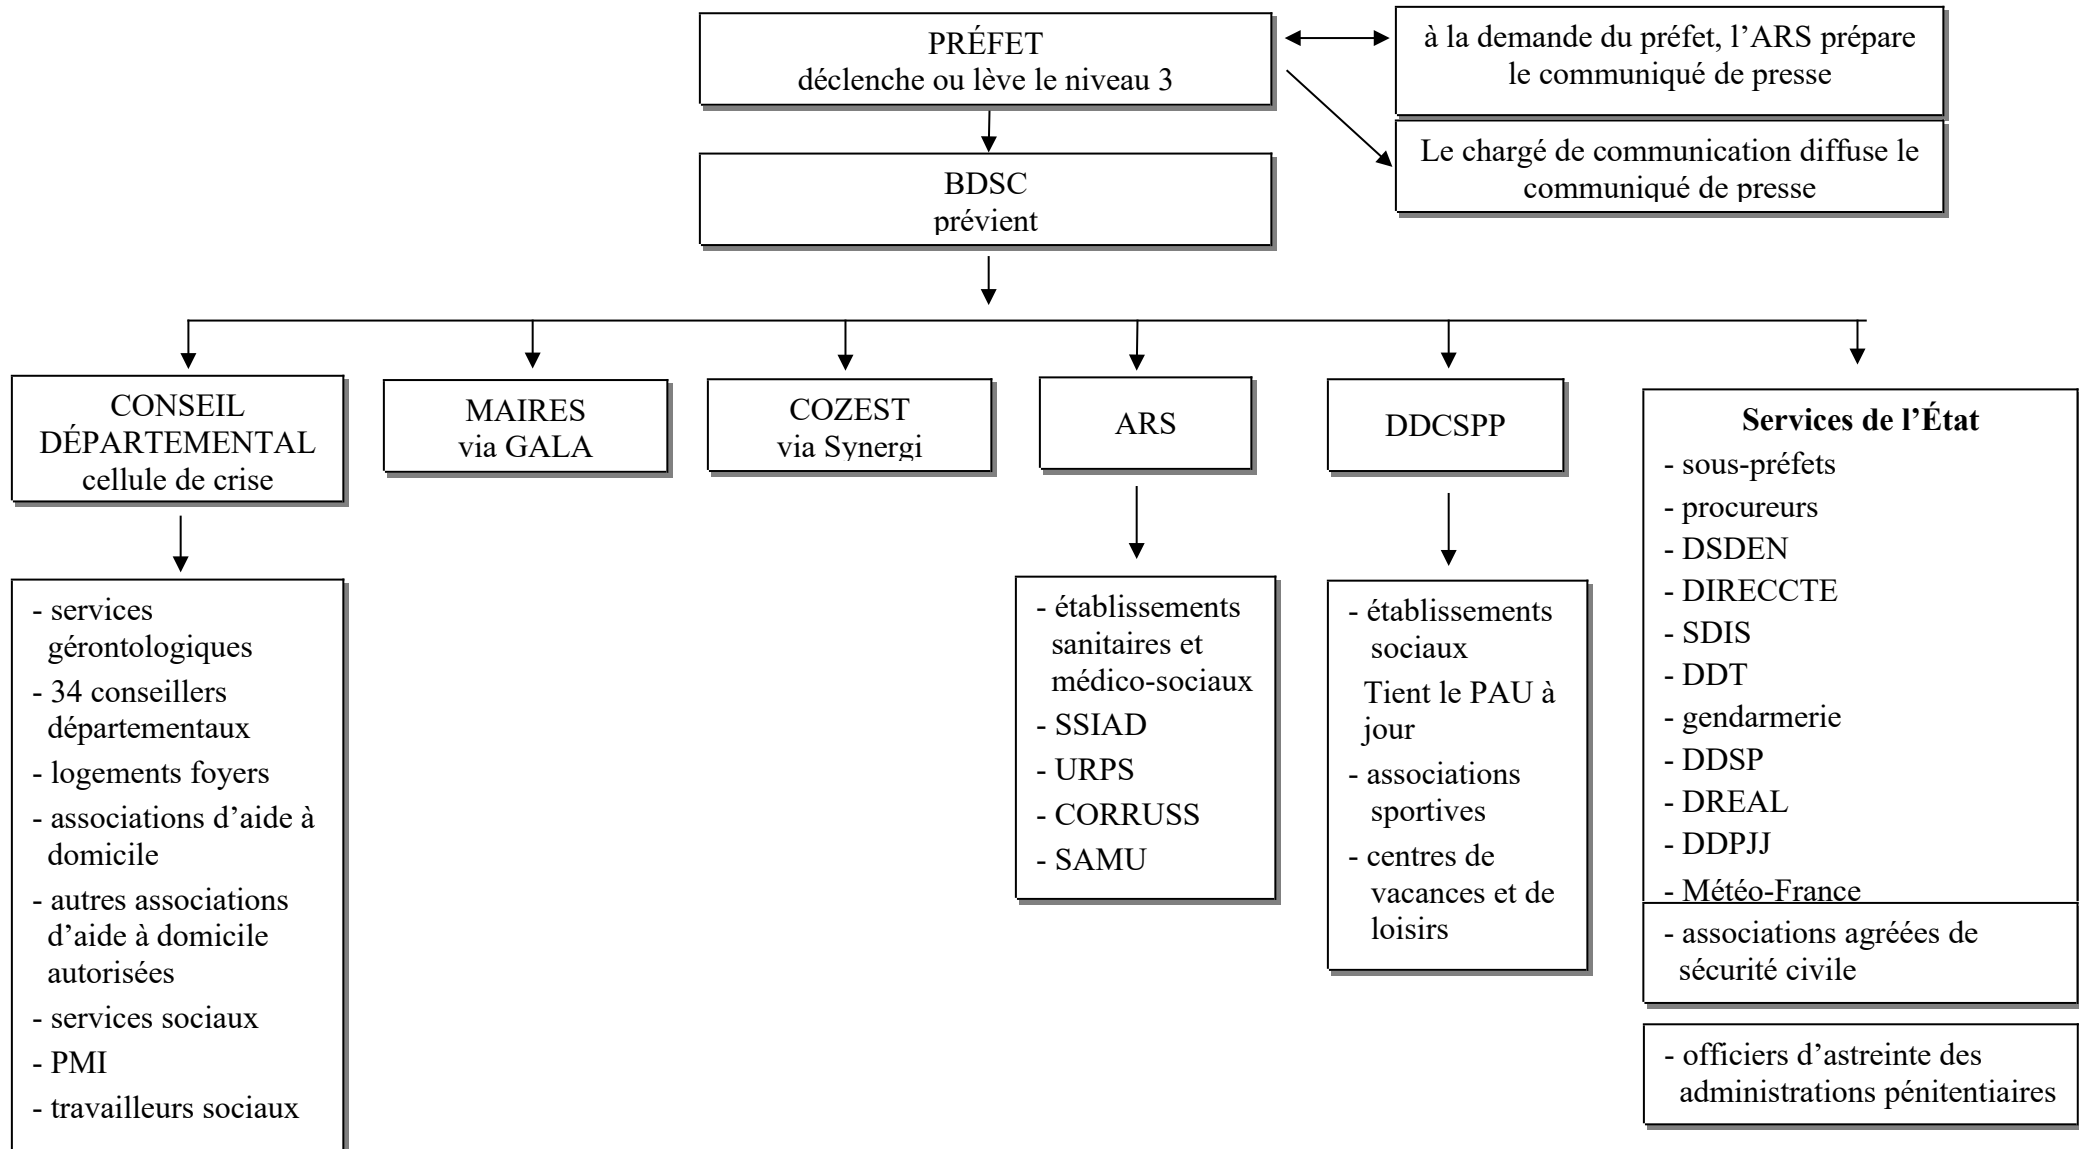 PRÉFET
déclenche ou lève le niveau 3
à la demande du préfet, l’ARS prépare
le communiqué de presse
Le chargé de communication diffuse le
communiqué de presse
BDSC
prévient
CONSEIL
DÉPARTEMENTAL
cellule de crise
MAIRES
via GALA
COZEST
via Synergi
ARS
DDCSPP
- services
gérontologiques
- 34 conseillers
départementaux
- logements foyers
- associations d’aide à
domicile
- autres associations
d’aide à domicile
autorisées
- services sociaux
- PMI
- travailleurs sociaux
- établissements
sanitaires et
médico-sociaux
- SSIAD
- URPS
- CORRUSS
- SAMU
- établissements
sociaux
Tient le PAU à
jour
- associations
sportives
- centres de
vacances et de
loisirs
Services de l’État
- sous-préfets
- procureurs
- DSDEN
- DIRECCTE
- SDIS
- DDT
- gendarmerie
- DDSP
- DREAL
- DDPJJ
- Météo-France
- associations agréées de
sécurité civile
- officiers d’astreinte des
administrations pénitentiaires